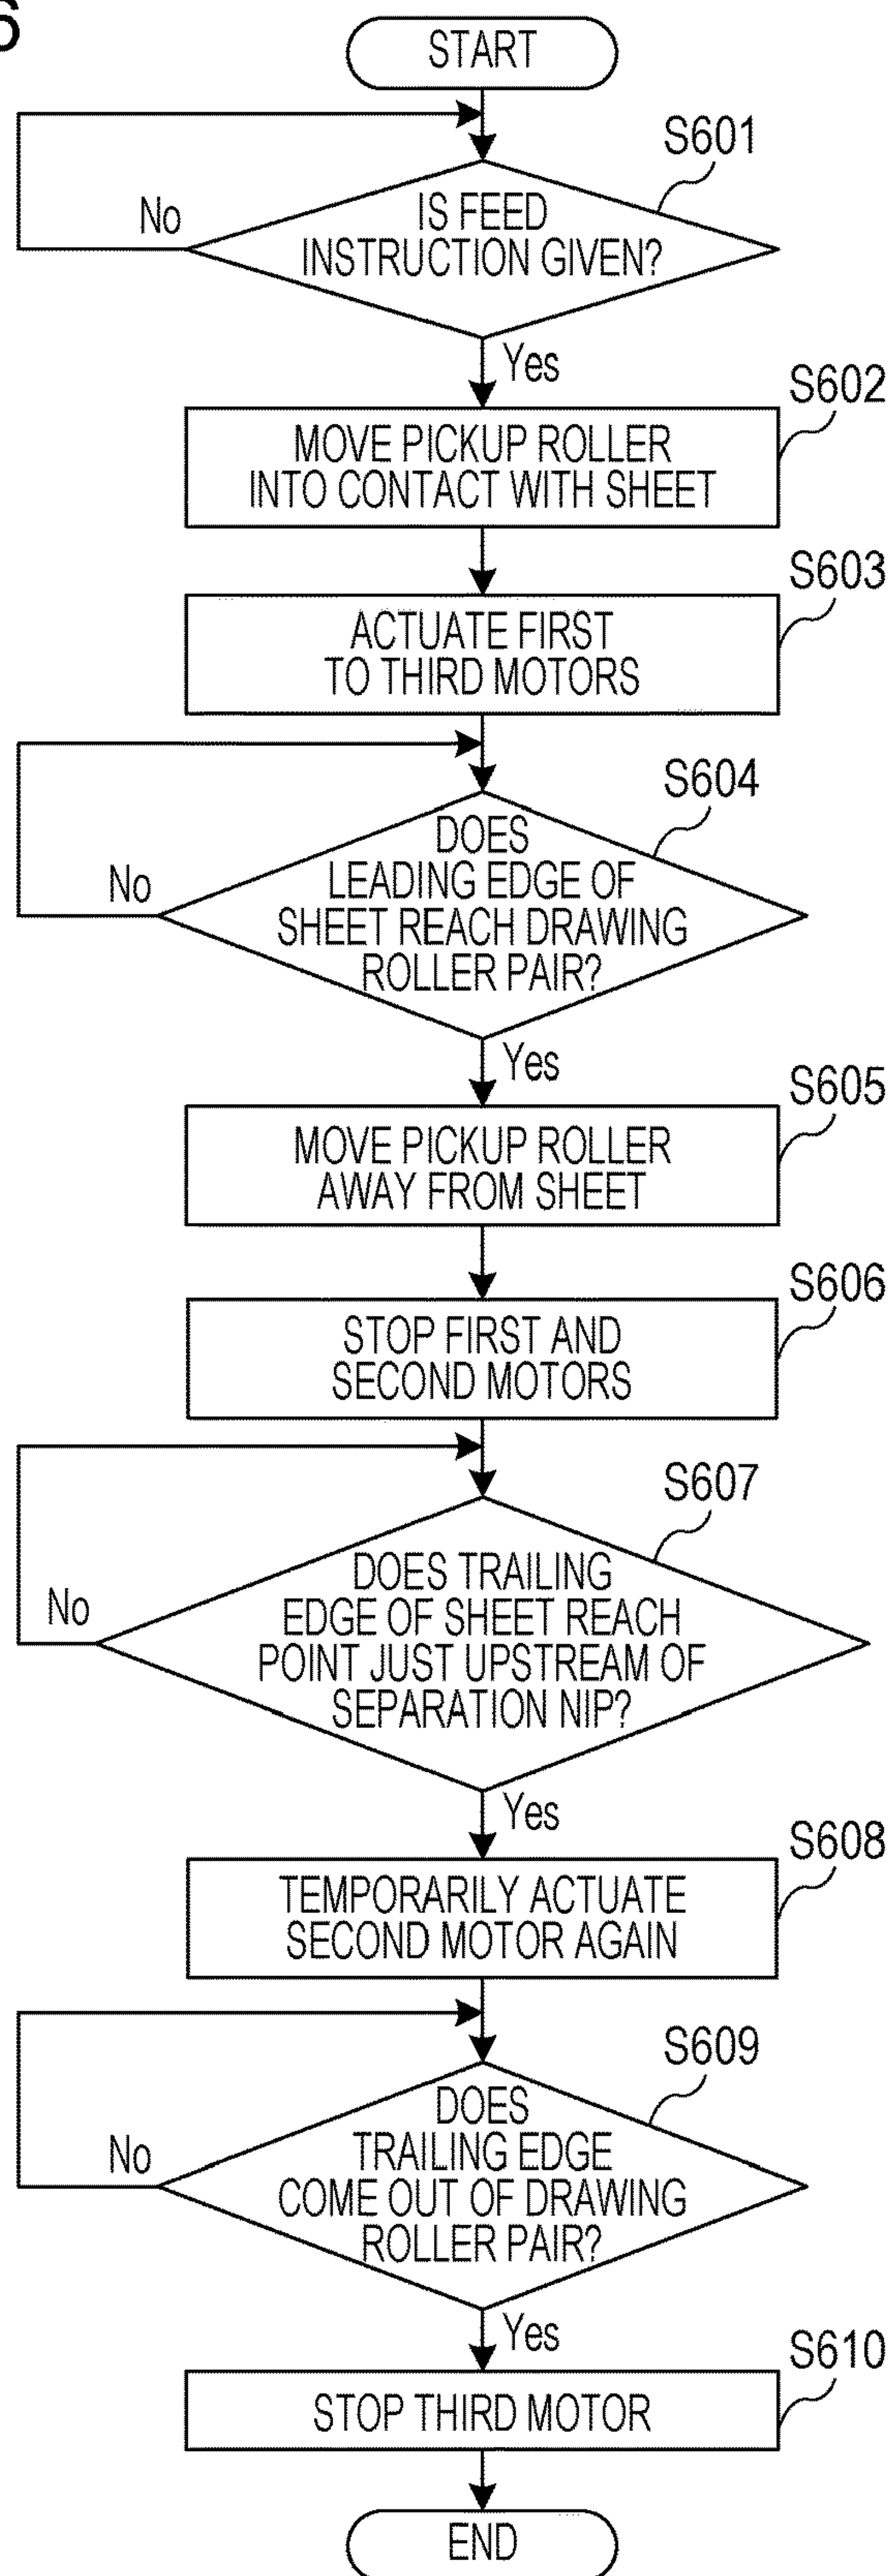 6
START
S601
No
IS FEED
INSTRUCTION GIVEN?
Yes
S602
MOVE PICKUP ROLLER
INTO CONTACT WITH SHEET
S603
ACTUATE FIRST
TO THIRD MOTORS
S604
No
DOES
LEADING EDGE OF
SHEET REACH DRAWING
ROLLER PAIR?
Yes
S605
MOVE PICKUP ROLLER
AWAY FROM SHEET
S606
STOP FIRST AND
SECOND MOTORS
S607
No
DOES TRAILING
EDGE OF SHEET REACH
POINT JUST UPSTREAM OF
SEPARATION NIP?
Yes
S608
TEMPORARILY ACTUATE
SECOND MOTOR AGAIN
S609
No
DOES
TRAILING EDGE
COME OUT OF DRAWING
ROLLER PAIR?
Yes
S610
STOP THIRD MOTOR
END